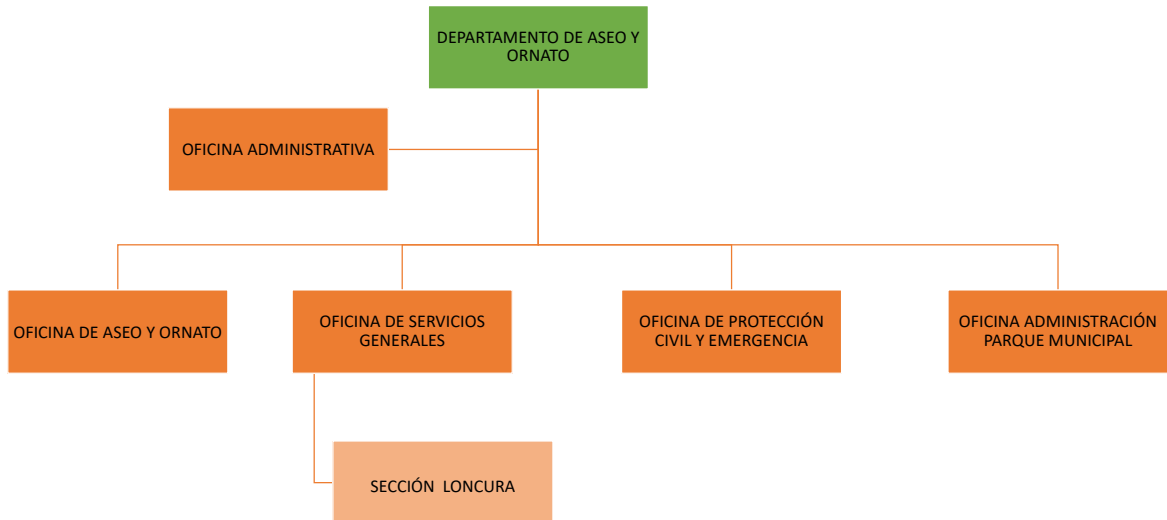 DEPARTAMENTO DE ASEO Y
ORNATO
OFICINA ADMINISTRATIVA
OFICINA DE ASEO Y ORNATO
OFICINA DE SERVICIOS
GENERALES
OFICINA DE PROTECCIÓN
CIVIL Y EMERGENCIA
OFICINA ADMINISTRACIÓN
PARQUE MUNICIPAL
SECCIÓN LONCURA